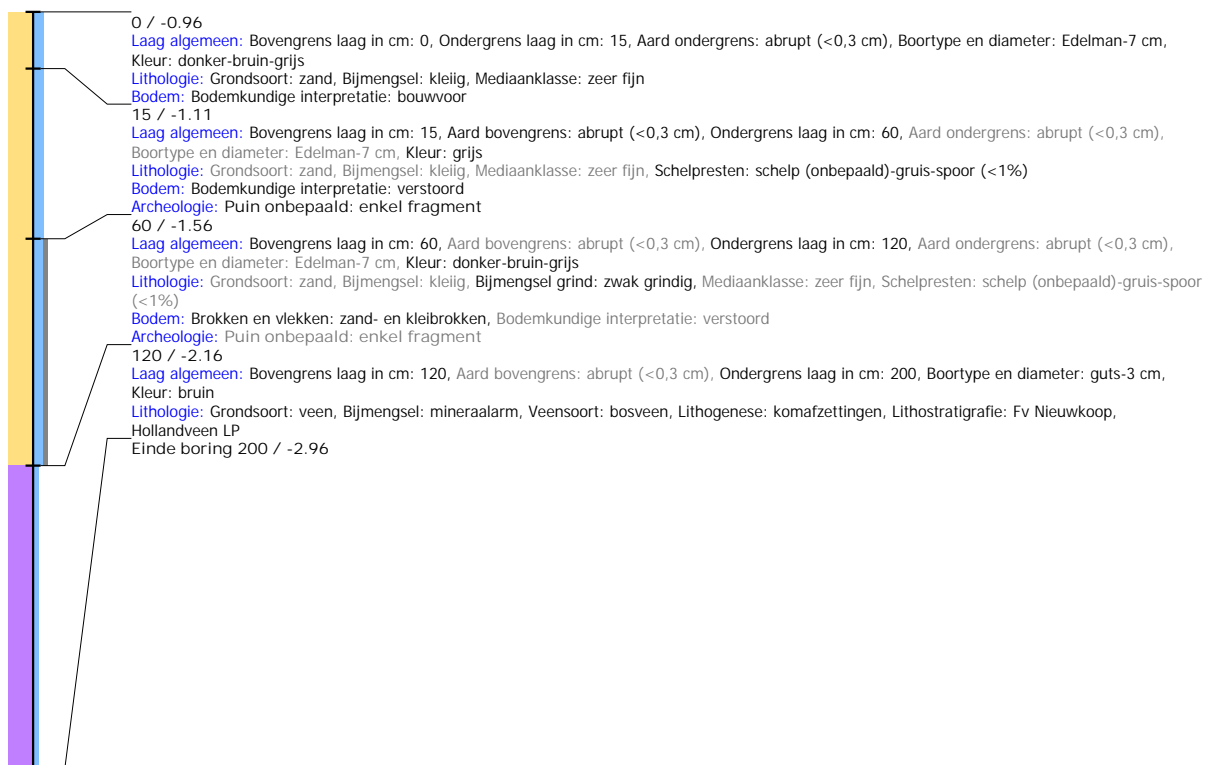 0 / -0.96
Laag algemeen: Bovengrens laag in cm: 0, Ondergrens laag in cm: 15, Aard ondergrens: abrupt (<0,3 cm), Boortype en diameter: Edelman-7 cm,
Kleur: donker-bruin-grijs
Lithologie: Grondsoort: zand, Bijmengsel: kleiig, Mediaanklasse: zeer fijn
Bodem: Bodemkundige interpretatie: bouwvoor
15 / -1.11
Laag algemeen: Bovengrens laag in cm: 15, Aard bovengrens: abrupt (<0,3 cm), Ondergrens laag in cm: 60, Aard ondergrens: abrupt (<0,3 cm),
Boortype en diameter: Edelman-7 cm, Kleur: grijs
Lithologie: Grondsoort: zand, Bijmengsel: kleiig, Mediaanklasse: zeer fijn, Schelpresten: schelp (onbepaald)-gruis-spoor (<1%)
Bodem: Bodemkundige interpretatie: verstoord
Archeologie: Puin onbepaald: enkel fragment
60 / -1.56
Laag algemeen: Bovengrens laag in cm: 60, Aard bovengrens: abrupt (<0,3 cm), Ondergrens laag in cm: 120, Aard ondergrens: abrupt (<0,3 cm),
Boortype en diameter: Edelman-7 cm, Kleur: donker-bruin-grijs
Lithologie: Grondsoort: zand, Bijmengsel: kleiig, Bijmengsel grind: zwak grindig, Mediaanklasse: zeer fijn, Schelpresten: schelp (onbepaald)-gruis-spoor
(<1%)
Bodem: Brokken en vlekken: zand- en kleibrokken, Bodemkundige interpretatie: verstoord
Archeologie: Puin onbepaald: enkel fragment
120 / -2.16
Laag algemeen: Bovengrens laag in cm: 120, Aard bovengrens: abrupt (<0,3 cm), Ondergrens laag in cm: 200, Boortype en diameter: guts-3 cm,
Kleur: bruin
Lithologie: Grondsoort: veen, Bijmengsel: mineraalarm, Veensoort: bosveen, Lithogenese: komafzettingen, Lithostratigrafie: Fv Nieuwkoop,
Hollandveen LP
Einde boring 200 / -2.96